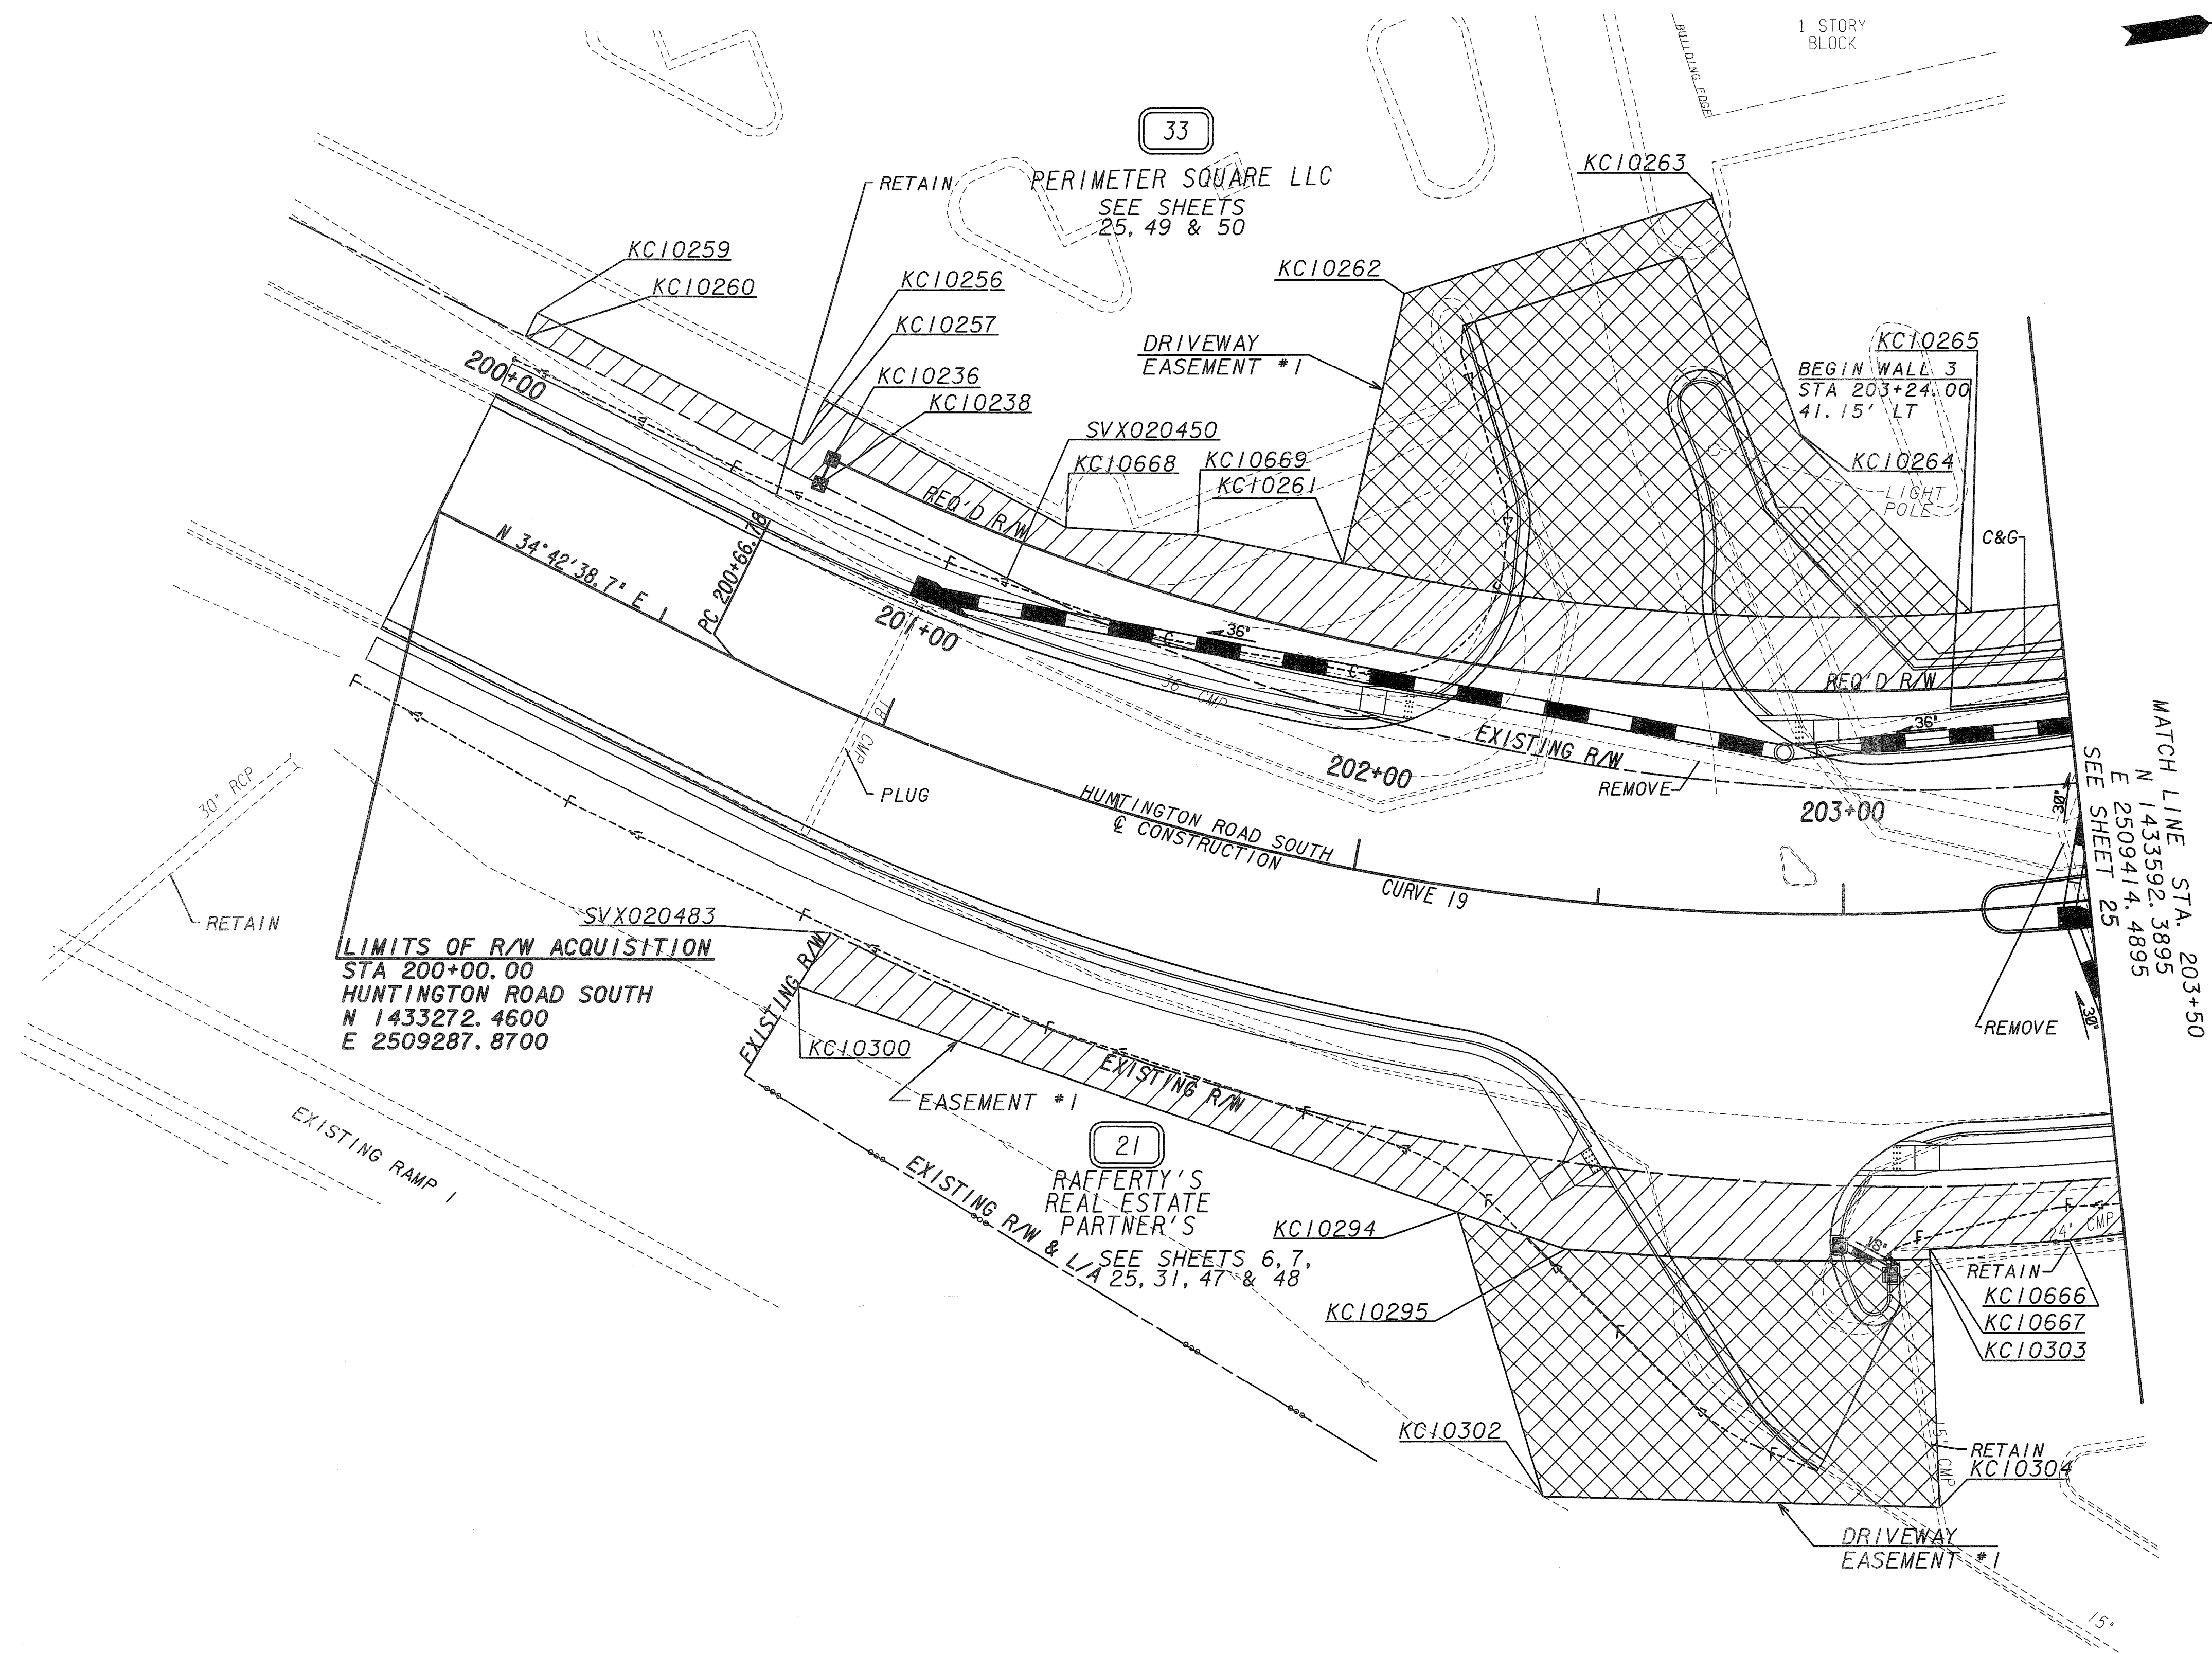 1 STORY
BLOCK
BUILDING EDGE
33
PERIMETER SQUARE LLC
SEE SHEETS
25, 49 & 50
RETAIN
KC10263
KC10259
KC10260
KC10256
KC10257
KC10262
DRIVEWAY
EASEMENT #1
KC10265
BEGIN WALL 3
STA 203+24.00
41.15' LT
KC10236
KC10238
200+00
SVX020450
KC10668
KC10669
KC10261
KC10264
LIGHT
POLE
REQ'D R/W
C&G
N 34°42'38.7" E
PC 200+66.78
201+00
36"
36" CMP
18" CMP
PLUG
REQ'D R/W
36"
EXISTING R/W
REMOVE
202+00
203+00
30"
HUNTINGTON ROAD SOUTH
℄ CONSTRUCTION
CURVE 19
MATCH LINE STA. 203+50
N 1433592.3895
E 2509414.4895
SEE SHEET 25
30" RCP
RETAIN
SVX020483
LIMITS OF R/W ACQUISITION
STA 200+00.00
HUNTINGTON ROAD SOUTH
N 1433272.4600
E 2509287.8700
EXISTING R/W
KC10300
EASEMENT #1
EXISTING R/W
30"
REMOVE
EXISTING RAMP 1
21
RAFFERTY'S
REAL ESTATE
PARTNER'S
SEE SHEETS 6, 7,
25, 31, 47 & 48
EXISTING R/W & L/A
KC10294
KC10295
18"
24" CMP
RETAIN
KC10666
KC10667
KC10303
KC10302
15" CMP
RETAIN
KC10304
DRIVEWAY
EASEMENT #1
15"